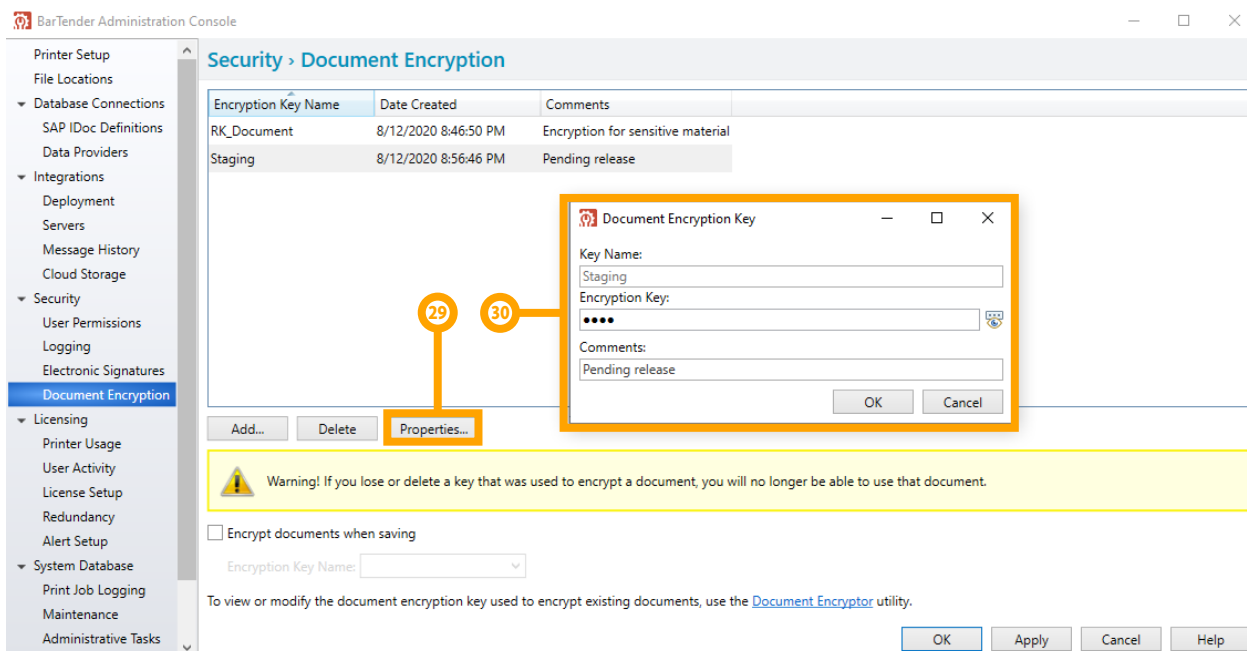 BarTender Administration Console
Printer Setup
File Locations
Database Connections
SAP IDoc Definitions
Data Providers
Integrations
Deployment
Servers
Message History
Cloud Storage
Security
User Permissions
Logging
Electronic Signatures
Document Encryption
Licensing
Printer Usage
User Activity
License Setup
Redundancy
Alert Setup
System Database
Print Job Logging
Maintenance
Administrative Tasks
Security › Document Encryption
Encryption Key Name Date Created Comments
RK_Document 8/12/2020 8:46:50 PM Encryption for sensitive material
Staging 8/12/2020 8:56:46 PM Pending release
29
30
Document Encryption Key
Key Name:
Staging
Encryption Key:
●●●●
Comments:
Pending release
OK Cancel
Add... Delete Properties...
Warning! If you lose or delete a key that was used to encrypt a document, you will no longer be able to use that document.
Encrypt documents when saving
Encryption Key Name:
To view or modify the document encryption key used to encrypt existing documents, use the Document Encryptor utility.
OK Apply Cancel Help